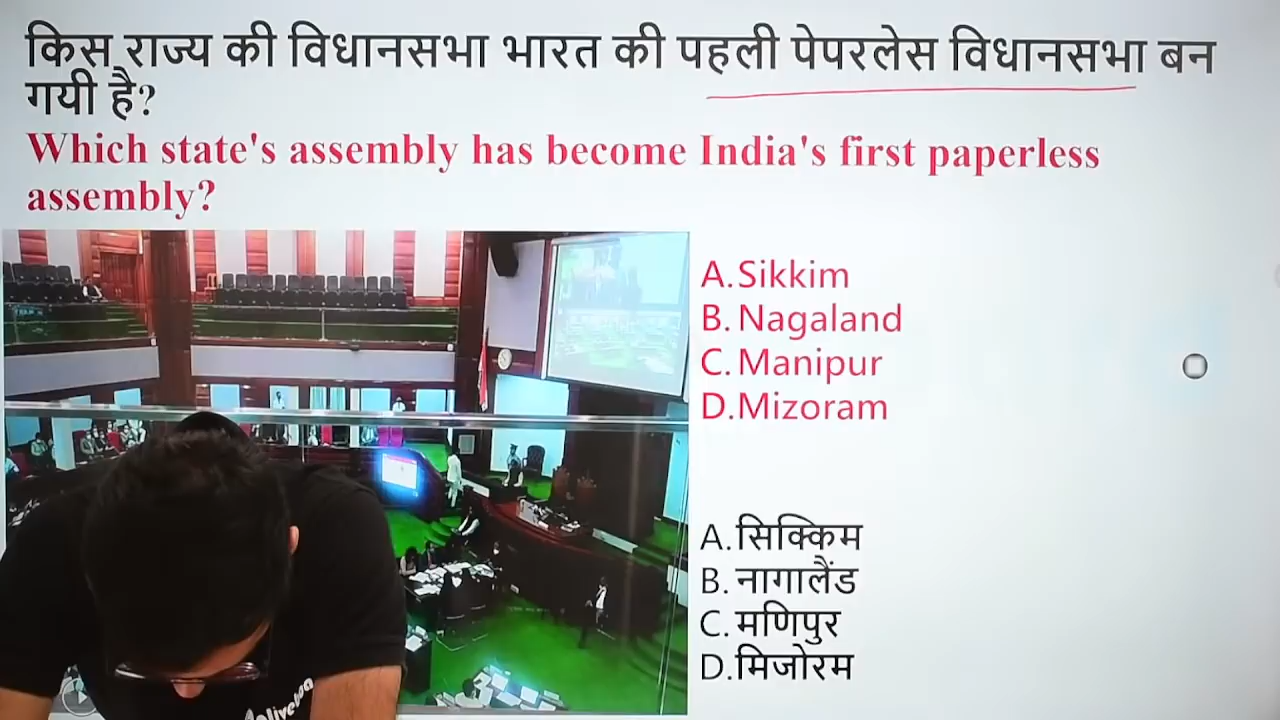 किस राज्य की विधानसभा भारत की पहली पेपरलेस विधानसभा बन
गयी है?
Which state's assembly has become India's first paperless
assembly?
A.Sikkim
B. Nagaland
C. Manipur
D.Mizoram
A.सिक्किम
B. नागालैंड
C. मणिपुर
D.मिजोरम